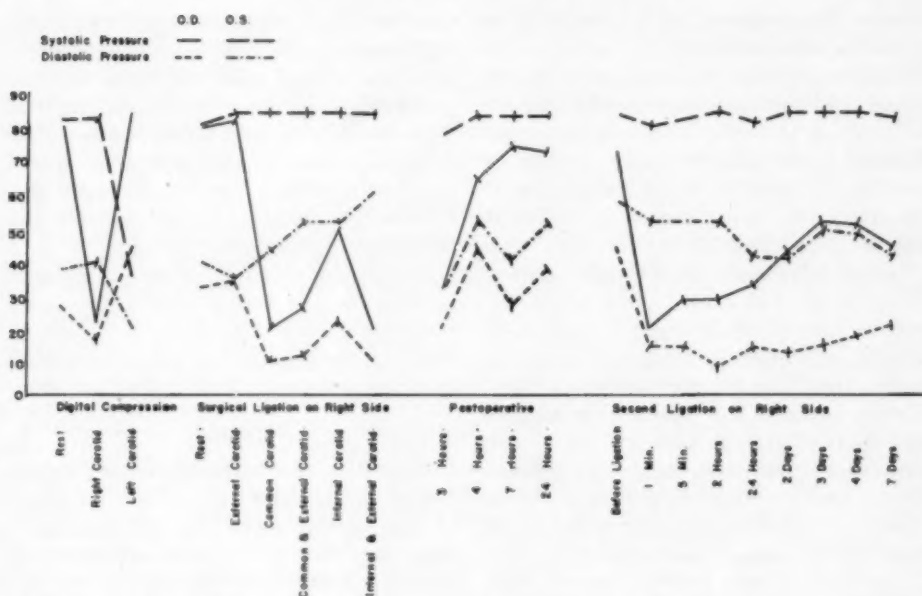 O.D. O.S.
Systolic Pressure
Diastolic Pressure
90
80
70
60
50
40
30
20
10
0
Digital Compression
Surgical Ligation on Right Side
Postoperative
Second Ligation on Right Side
Rest
Right Carotid
Left Carotid
Rest
External Carotid
Common Carotid
Common & External Carotid
Internal Carotid
Internal & External Carotid
3 Hours
4 Hours
7 Hours
24 Hours
Before Ligation
1 Min.
5 Min.
2 Hours
24 Hours
2 Days
3 Days
4 Days
7 Days